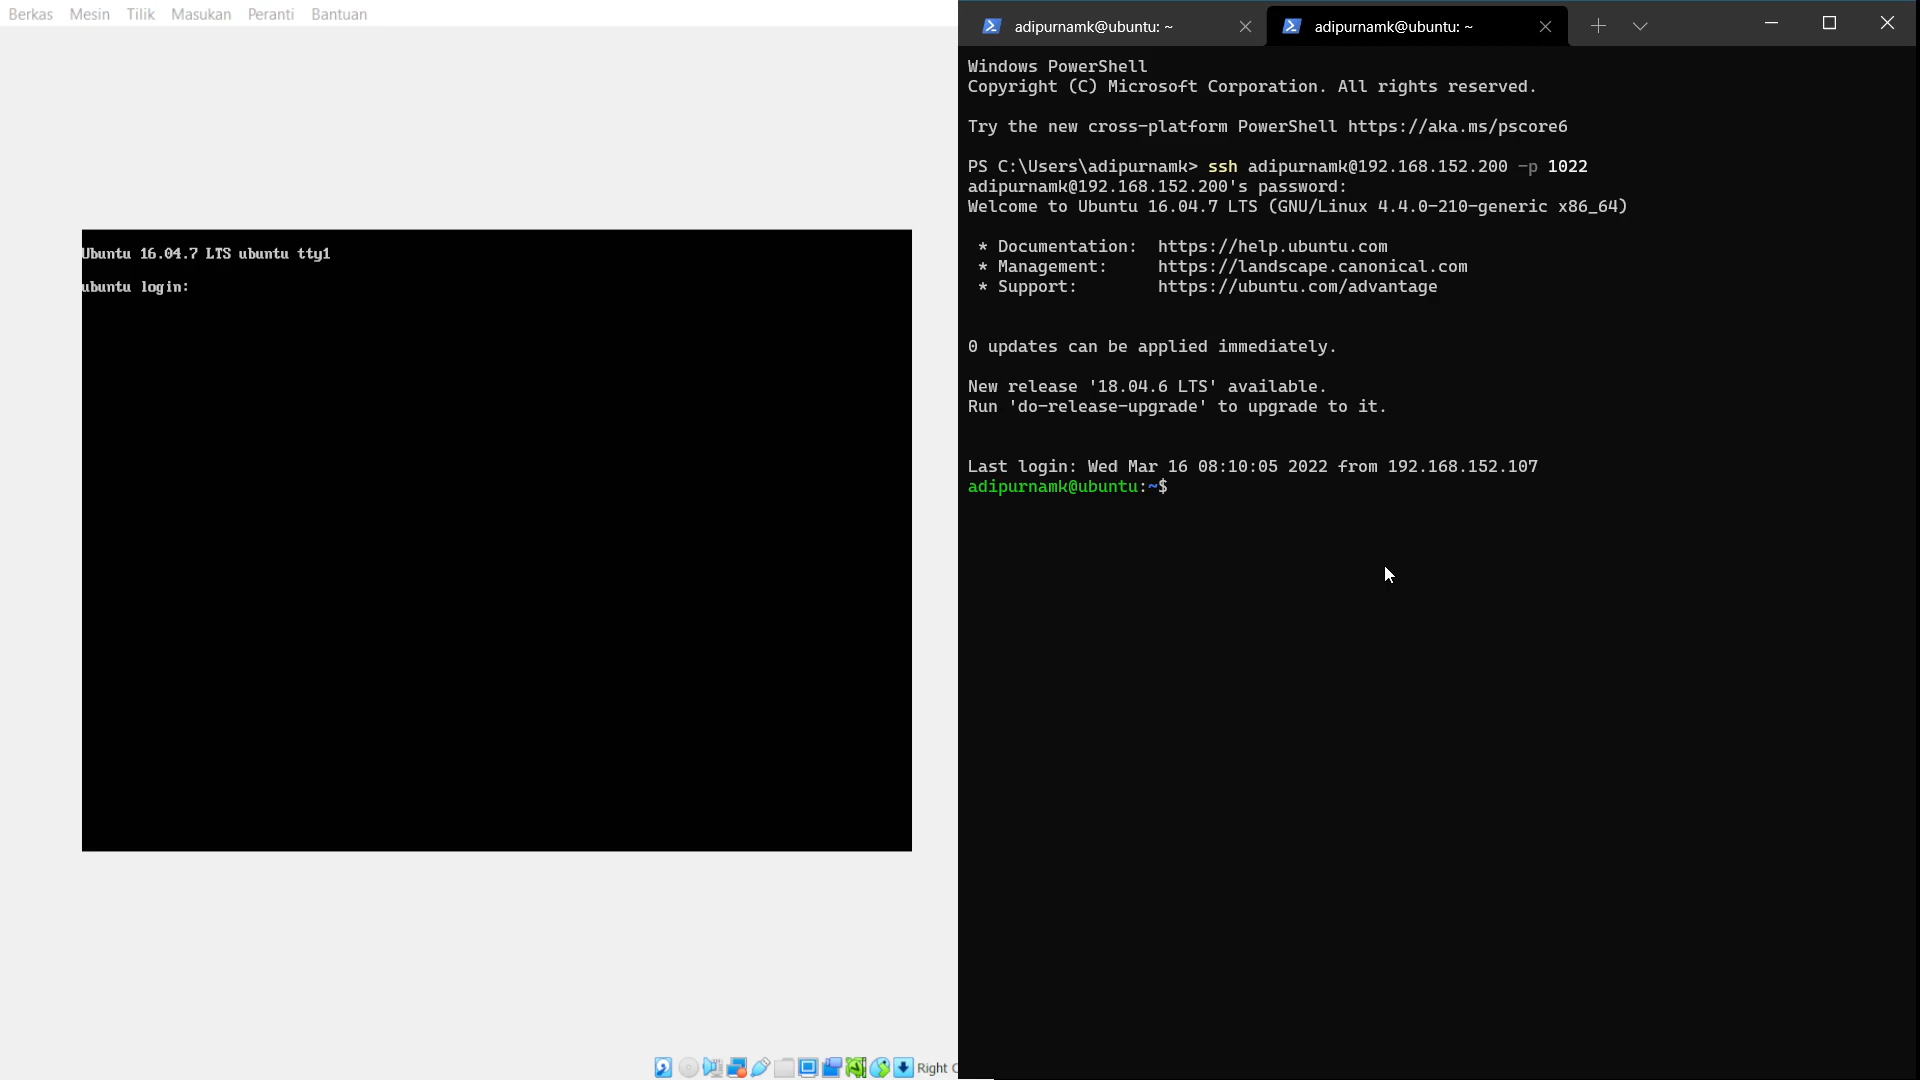 Berkas Mesin Tilik Masukan Peranti Bantuan
Ubuntu 16.04.7 LTS ubuntu tty1
ubuntu login:
Right
adipurnamk@ubuntu: ~
adipurnamk@ubuntu: ~
Windows PowerShell
Copyright (C) Microsoft Corporation. All rights reserved.
Try the new cross-platform PowerShell https://aka.ms/pscore6
PS C:\Users\adipurnamk> ssh adipurnamk@192.168.152.200 -p 1022
adipurnamk@192.168.152.200's password:
Welcome to Ubuntu 16.04.7 LTS (GNU/Linux 4.4.0-210-generic x86_64)
* Documentation: https://help.ubuntu.com
* Management: https://landscape.canonical.com
* Support: https://ubuntu.com/advantage
0 updates can be applied immediately.
New release '18.04.6 LTS' available.
Run 'do-release-upgrade' to upgrade to it.
Last login: Wed Mar 16 08:10:05 2022 from 192.168.152.107
adipurnamk@ubuntu:~$